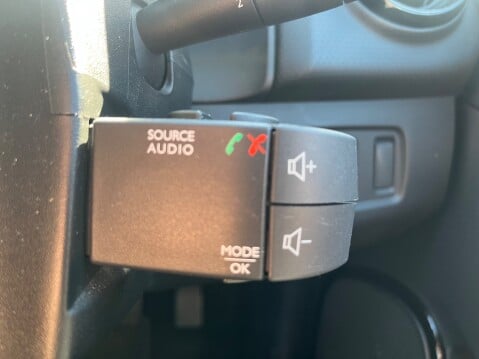 SOURCE
AUDIO
+
MODE
OK
-